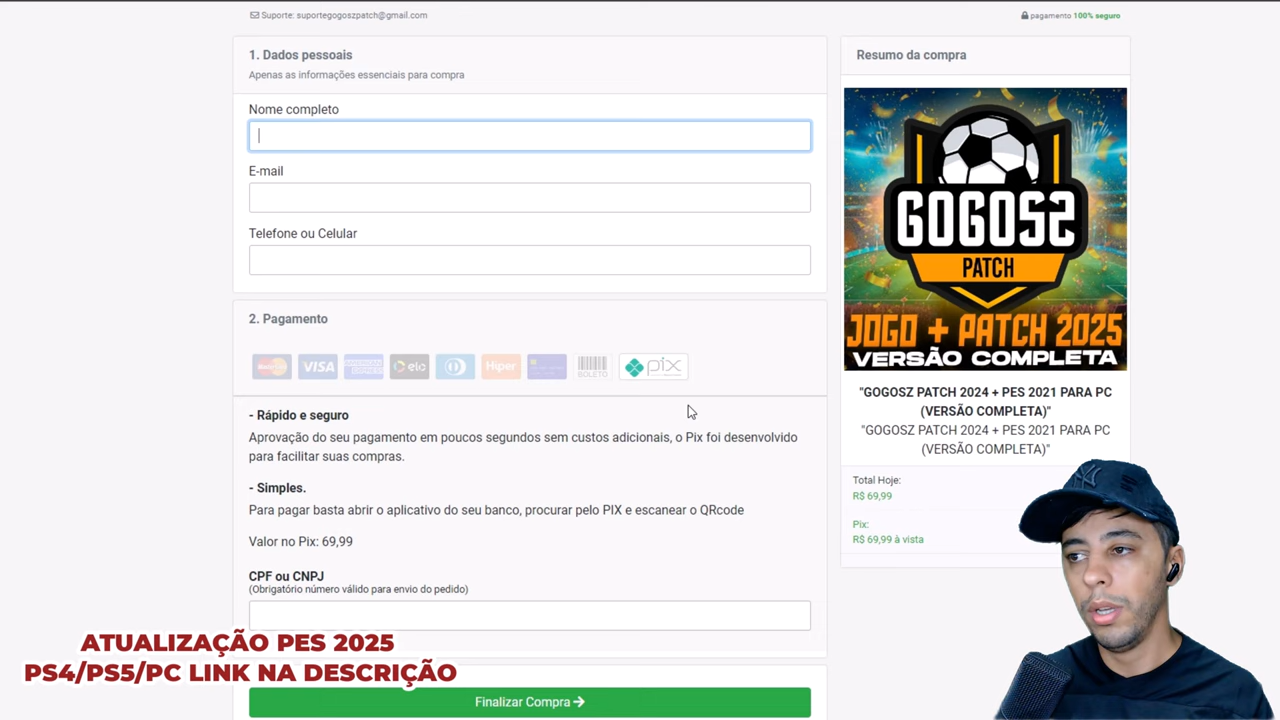 Suporte: suportegogoszpatch@gmail.com
pagamento 100% seguro
1. Dados pessoais
Apenas as informações essenciais para compra
Nome completo
E-mail
Telefone ou Celular
2. Pagamento
MasterCard
VISA
AMERICAN EXPRESS
elo
Hiper
BOLETO
pix
- Rápido e seguro
Aprovação do seu pagamento em poucos segundos sem custos adicionais, o Pix foi desenvolvido
para facilitar suas compras.
- Simples.
Para pagar basta abrir o aplicativo do seu banco, procurar pelo PIX e escanear o QRcode
Valor no Pix: 69,99
CPF ou CNPJ
(Obrigatório número válido para envio do pedido)
Finalizar Compra
Resumo da compra
GOGOSZ
PATCH
JOGO + PATCH 2025
VERSÃO COMPLETA
"GOGOSZ PATCH 2024 + PES 2021 PARA PC
(VERSÃO COMPLETA)"
"GOGOSZ PATCH 2024 + PES 2021 PARA PC
(VERSÃO COMPLETA)"
Total Hoje:
R$ 69,99
Pix:
R$ 69,99 à vista
NY
ATUALIZAÇÃO PES 2025
PS4/PS5/PC LINK NA DESCRIÇÃO